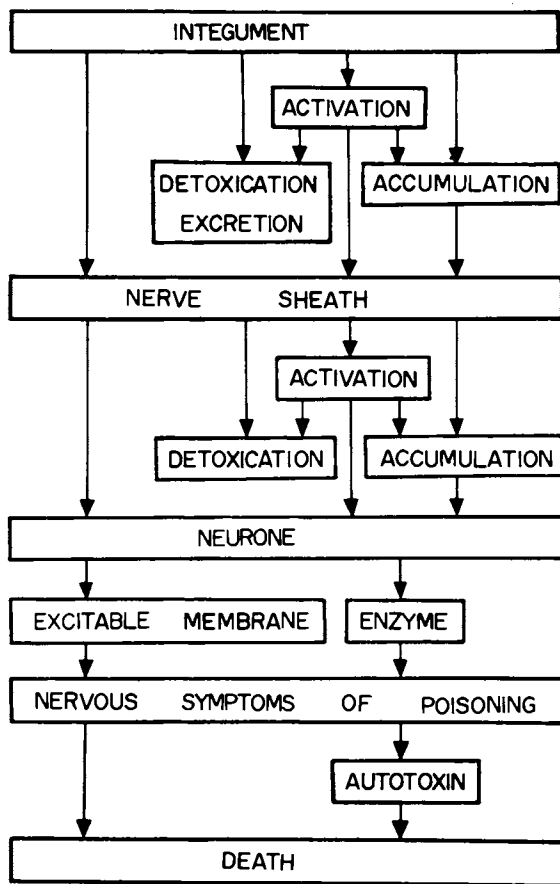 INTEGUMENT
ACTIVATION
DETOXICATION
EXCRETION
ACCUMULATION
NERVE SHEATH
ACTIVATION
DETOXICATION
ACCUMULATION
NEURONE
EXCITABLE MEMBRANE
ENZYME
NERVOUS SYMPTOMS OF POISONING
AUTOTOXIN
DEATH